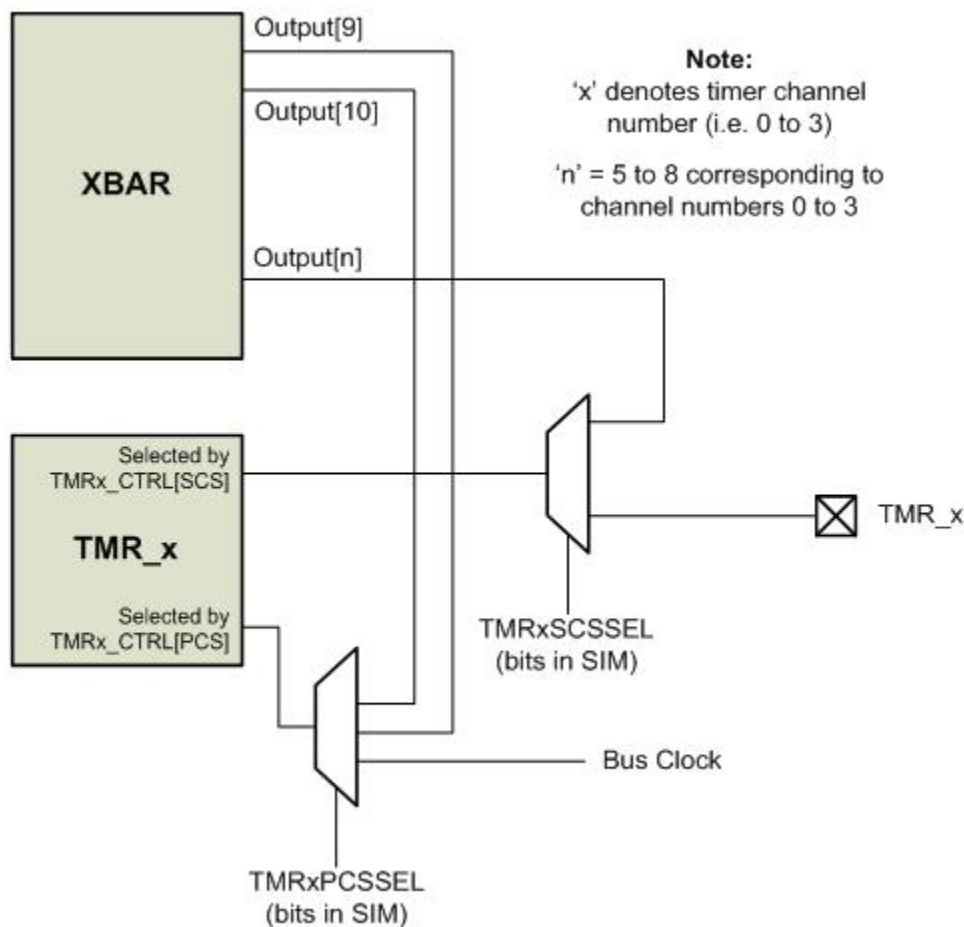 Output[9]
Output[10]
XBAR
Output[n]
Note:
‘x’ denotes timer channel
number (i.e. 0 to 3)
‘n’ = 5 to 8 corresponding to
channel numbers 0 to 3
Selected by
TMRx_CTRL[SCS]
TMR_x
Selected by
TMRx_CTRL[PCS]
TMR_x
TMRxSCSSEL
(bits in SIM)
Bus Clock
TMRxPCSSEL
(bits in SIM)